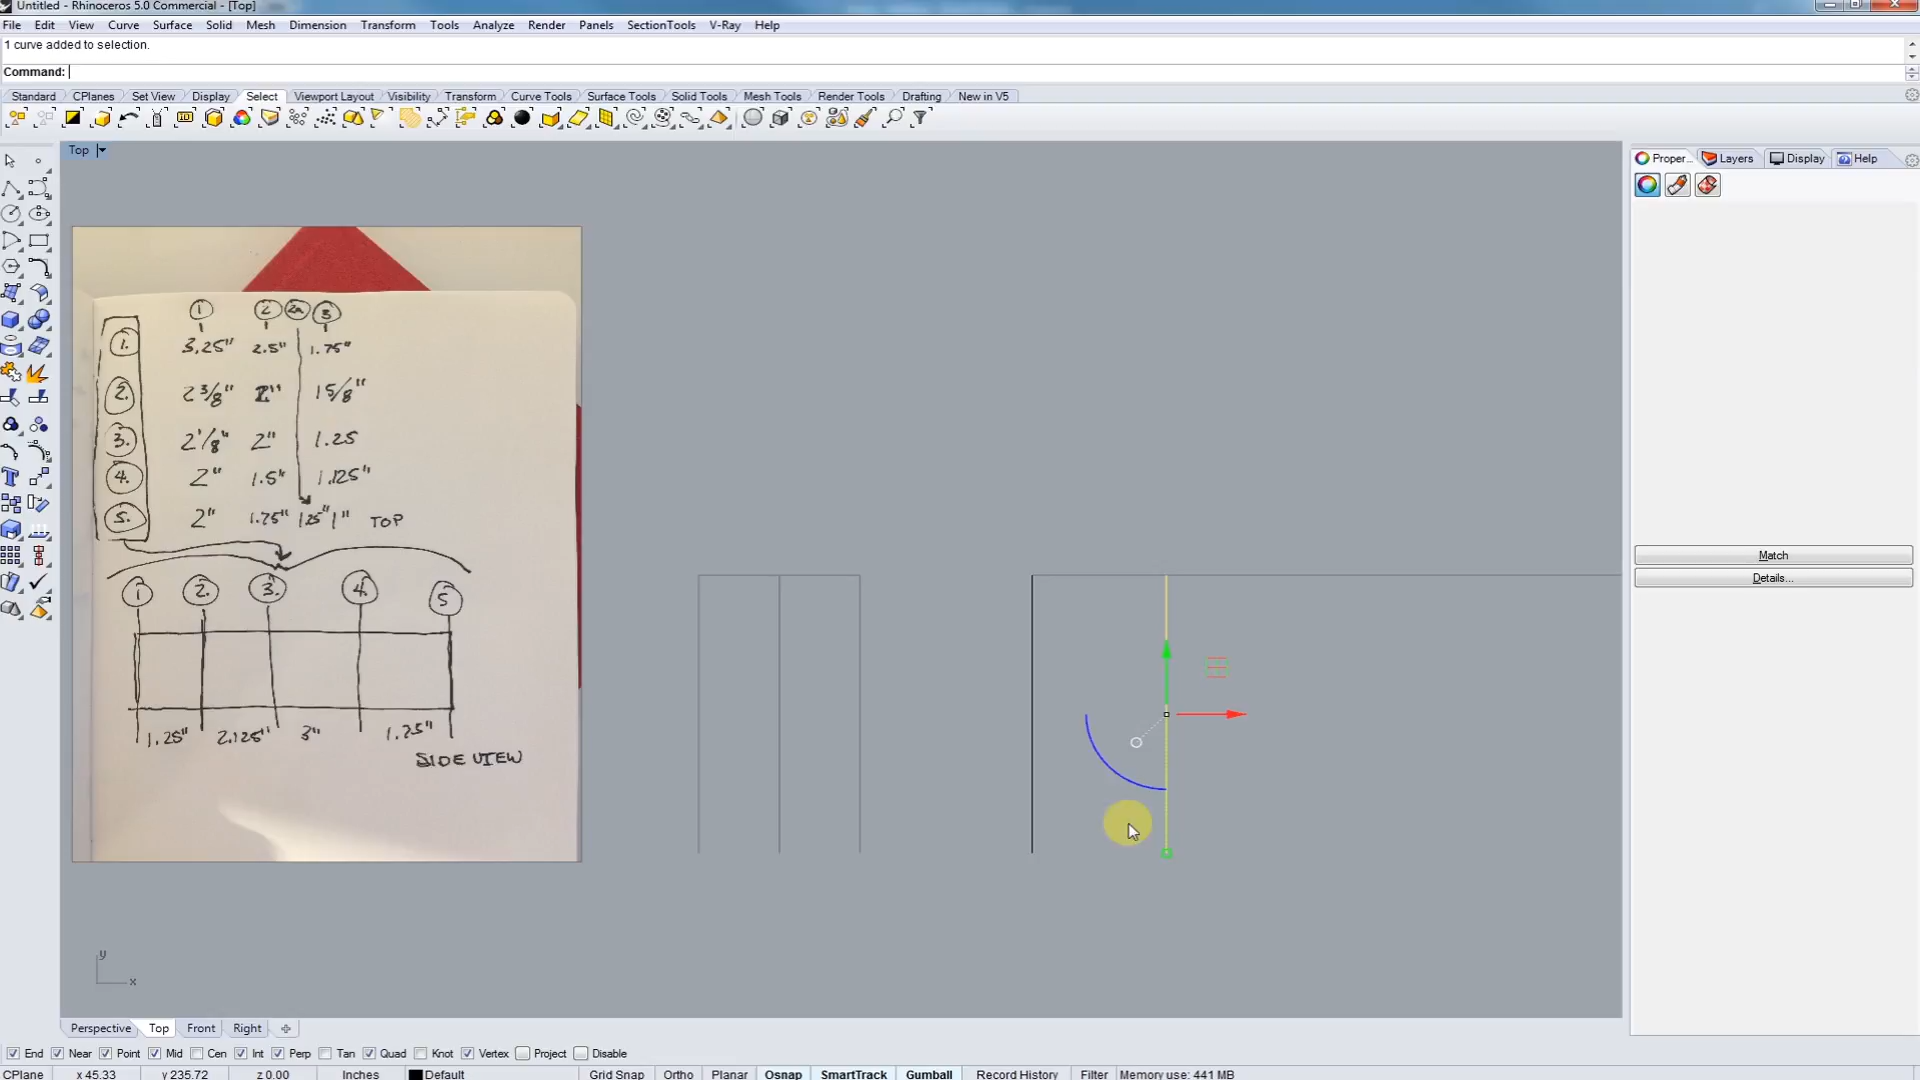 Untitled - Rhinoceros 5.0 Commercial - [Top]
File Edit View Curve Surface Solid Mesh Dimension Transform Tools Analyze Render Panels SectionTools V-Ray Help
1 curve added to selection.
Command:
Standard CPlanes Set View Display Select Viewport Layout Visibility Transform Curve Tools Surface Tools Solid Tools Mesh Tools Render Tools Drafting New in V5
Top
Proper... Layers Display Help
1 2 2a 3
1. 3.25" 2.5" 1.75"
2. 2 3/8" 2" 1 5/8"
3. 2 1/8" 2" 1.25
4. 2" 1.5" 1.125"
5. 2" 1.75" 1" TOP
1 2. 3. 4. 5
1.25" 2.125" 3" 1.25"
SIDE VIEW
Match
Details...
y
x
Perspective Top Front Right
End Near Point Mid Cen Int Perp Tan Quad Knot Vertex Project Disable
CPlane x 45.33 y 235.72 z 0.00 Inches Default Grid Snap Ortho Planar Osnap SmartTrack Gumball Record History Filter Memory use: 441 MB